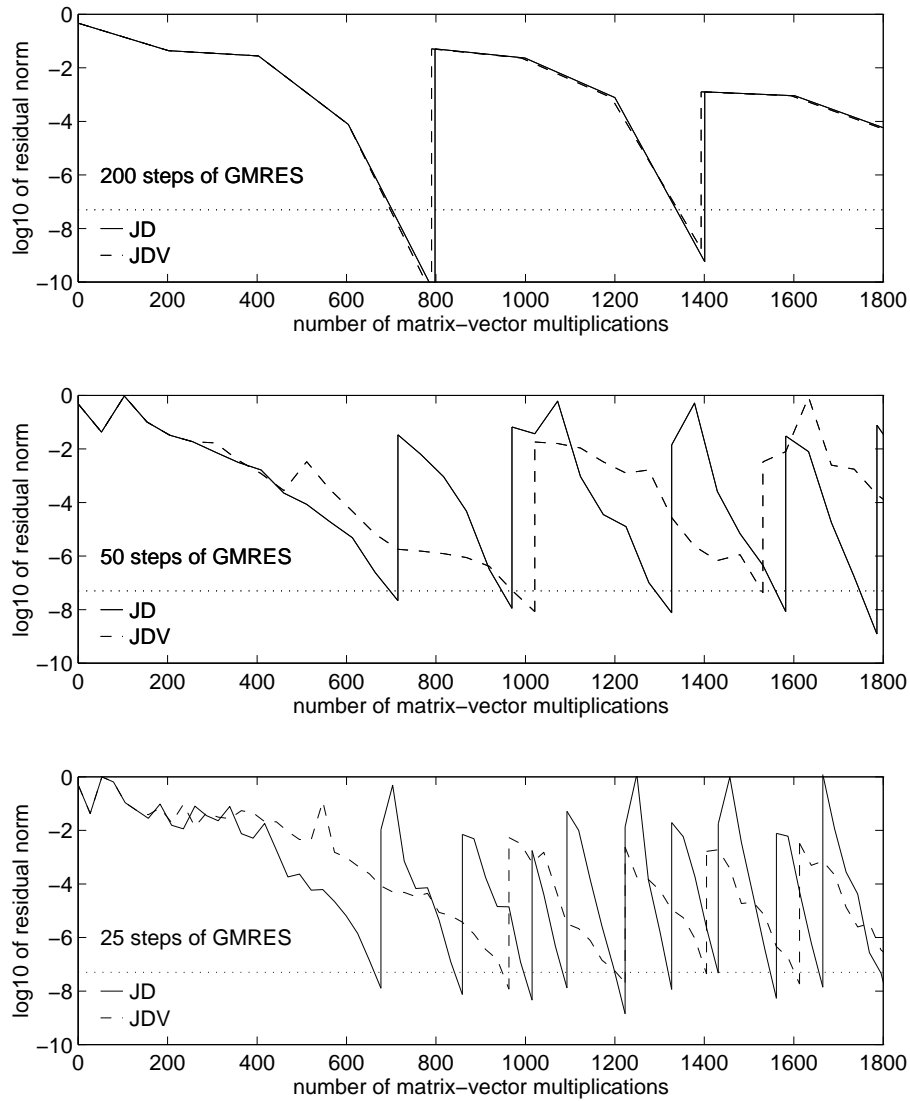 0
−2
−4
−6
−8
−10
log10 of residual norm
200 steps of GMRES
JD
JDV
0 200 400 600 800 1000 1200 1400 1600 1800
number of matrix−vector multiplications
0
−2
−4
−6
−8
−10
log10 of residual norm
50 steps of GMRES
JD
JDV
0 200 400 600 800 1000 1200 1400 1600 1800
number of matrix−vector multiplications
0
−2
−4
−6
−8
−10
log10 of residual norm
25 steps of GMRES
JD
JDV
0 200 400 600 800 1000 1200 1400 1600 1800
number of matrix−vector multiplications